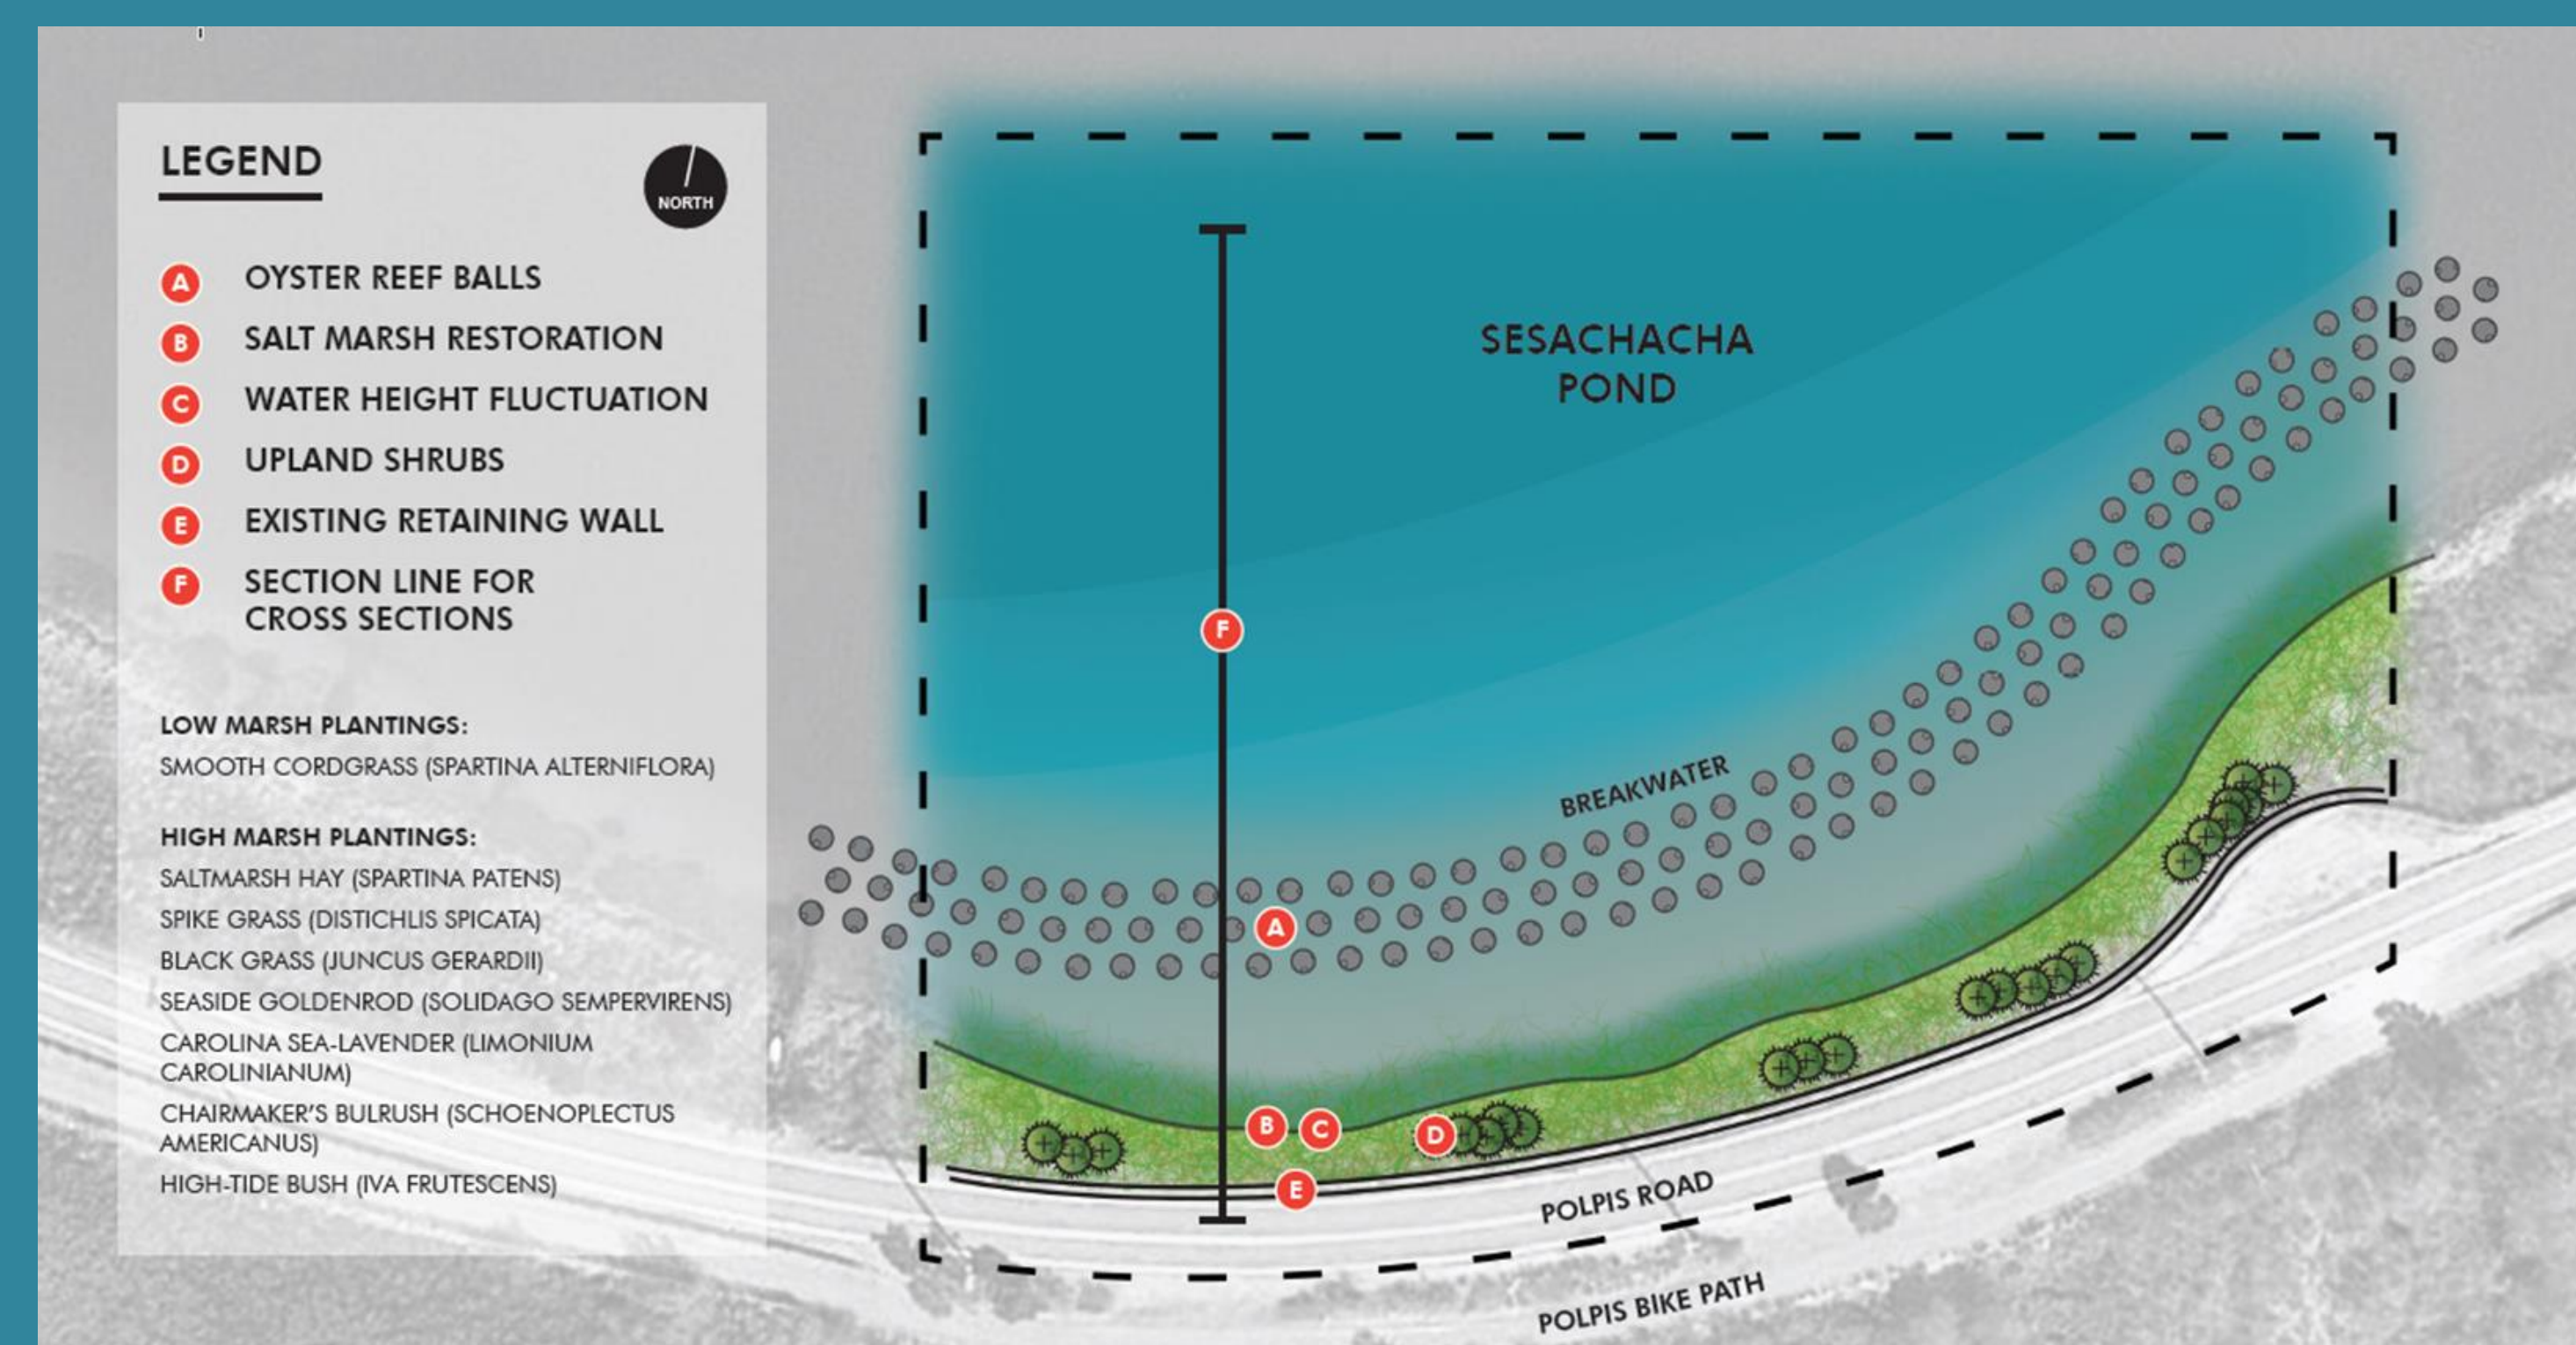 LEGEND
NORTH
A OYSTER REEF BALLS
B SALT MARSH RESTORATION
C WATER HEIGHT FLUCTUATION
D UPLAND SHRUBS
E EXISTING RETAINING WALL
F SECTION LINE FOR
CROSS SECTIONS
LOW MARSH PLANTINGS:
SMOOTH CORDGRASS (SPARTINA ALTERNIFLORA)
HIGH MARSH PLANTINGS:
SALTMARSH HAY (SPARTINA PATENS)
SPIKE GRASS (DISTICHLIS SPICATA)
BLACK GRASS (JUNCUS GERARDII)
SEASIDE GOLDENROD (SOLIDAGO SEMPERVIRENS)
CAROLINA SEA-LAVENDER (LIMONIUM
CAROLINIANUM)
CHAIRMAKER'S BULRUSH (SCHOENOPLECTUS
AMERICANUS)
HIGH-TIDE BUSH (IVA FRUTESCENS)
SESACHACHA
POND
F
BREAKWATER
A
B C D
E
POLPIS ROAD
POLPIS BIKE PATH